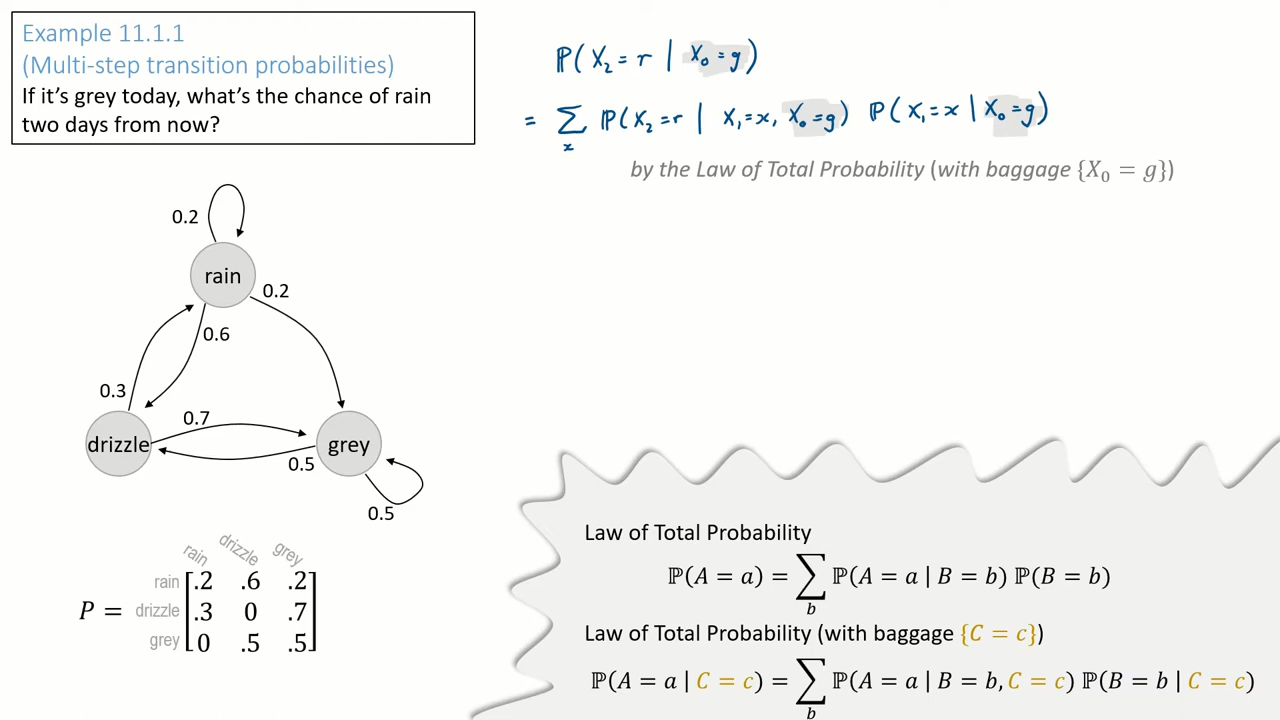 Example 11.1.1
(Multi-step transition probabilities)
If it's grey today, what's the chance of rain
two days from now?
ℙ(X₂=r | X₀=g)
= ∑ₓ ℙ(X₂=r | X₁=x, X₀=g) ℙ(X₁=x | X₀=g)
by the Law of Total Probability (with baggage {X₀ = g})
0.2
rain
0.2
0.6
0.3
0.7
drizzle
grey
0.5
0.5
rain drizzle grey
rain [.2 .6 .2]
P = drizzle [.3 0 .7]
grey [0 .5 .5]
Law of Total Probability
ℙ(A = a) = ∑_b ℙ(A = a | B = b) ℙ(B = b)
Law of Total Probability (with baggage {C = c})
ℙ(A = a | C = c) = ∑_b ℙ(A = a | B = b, C = c) ℙ(B = b | C = c)